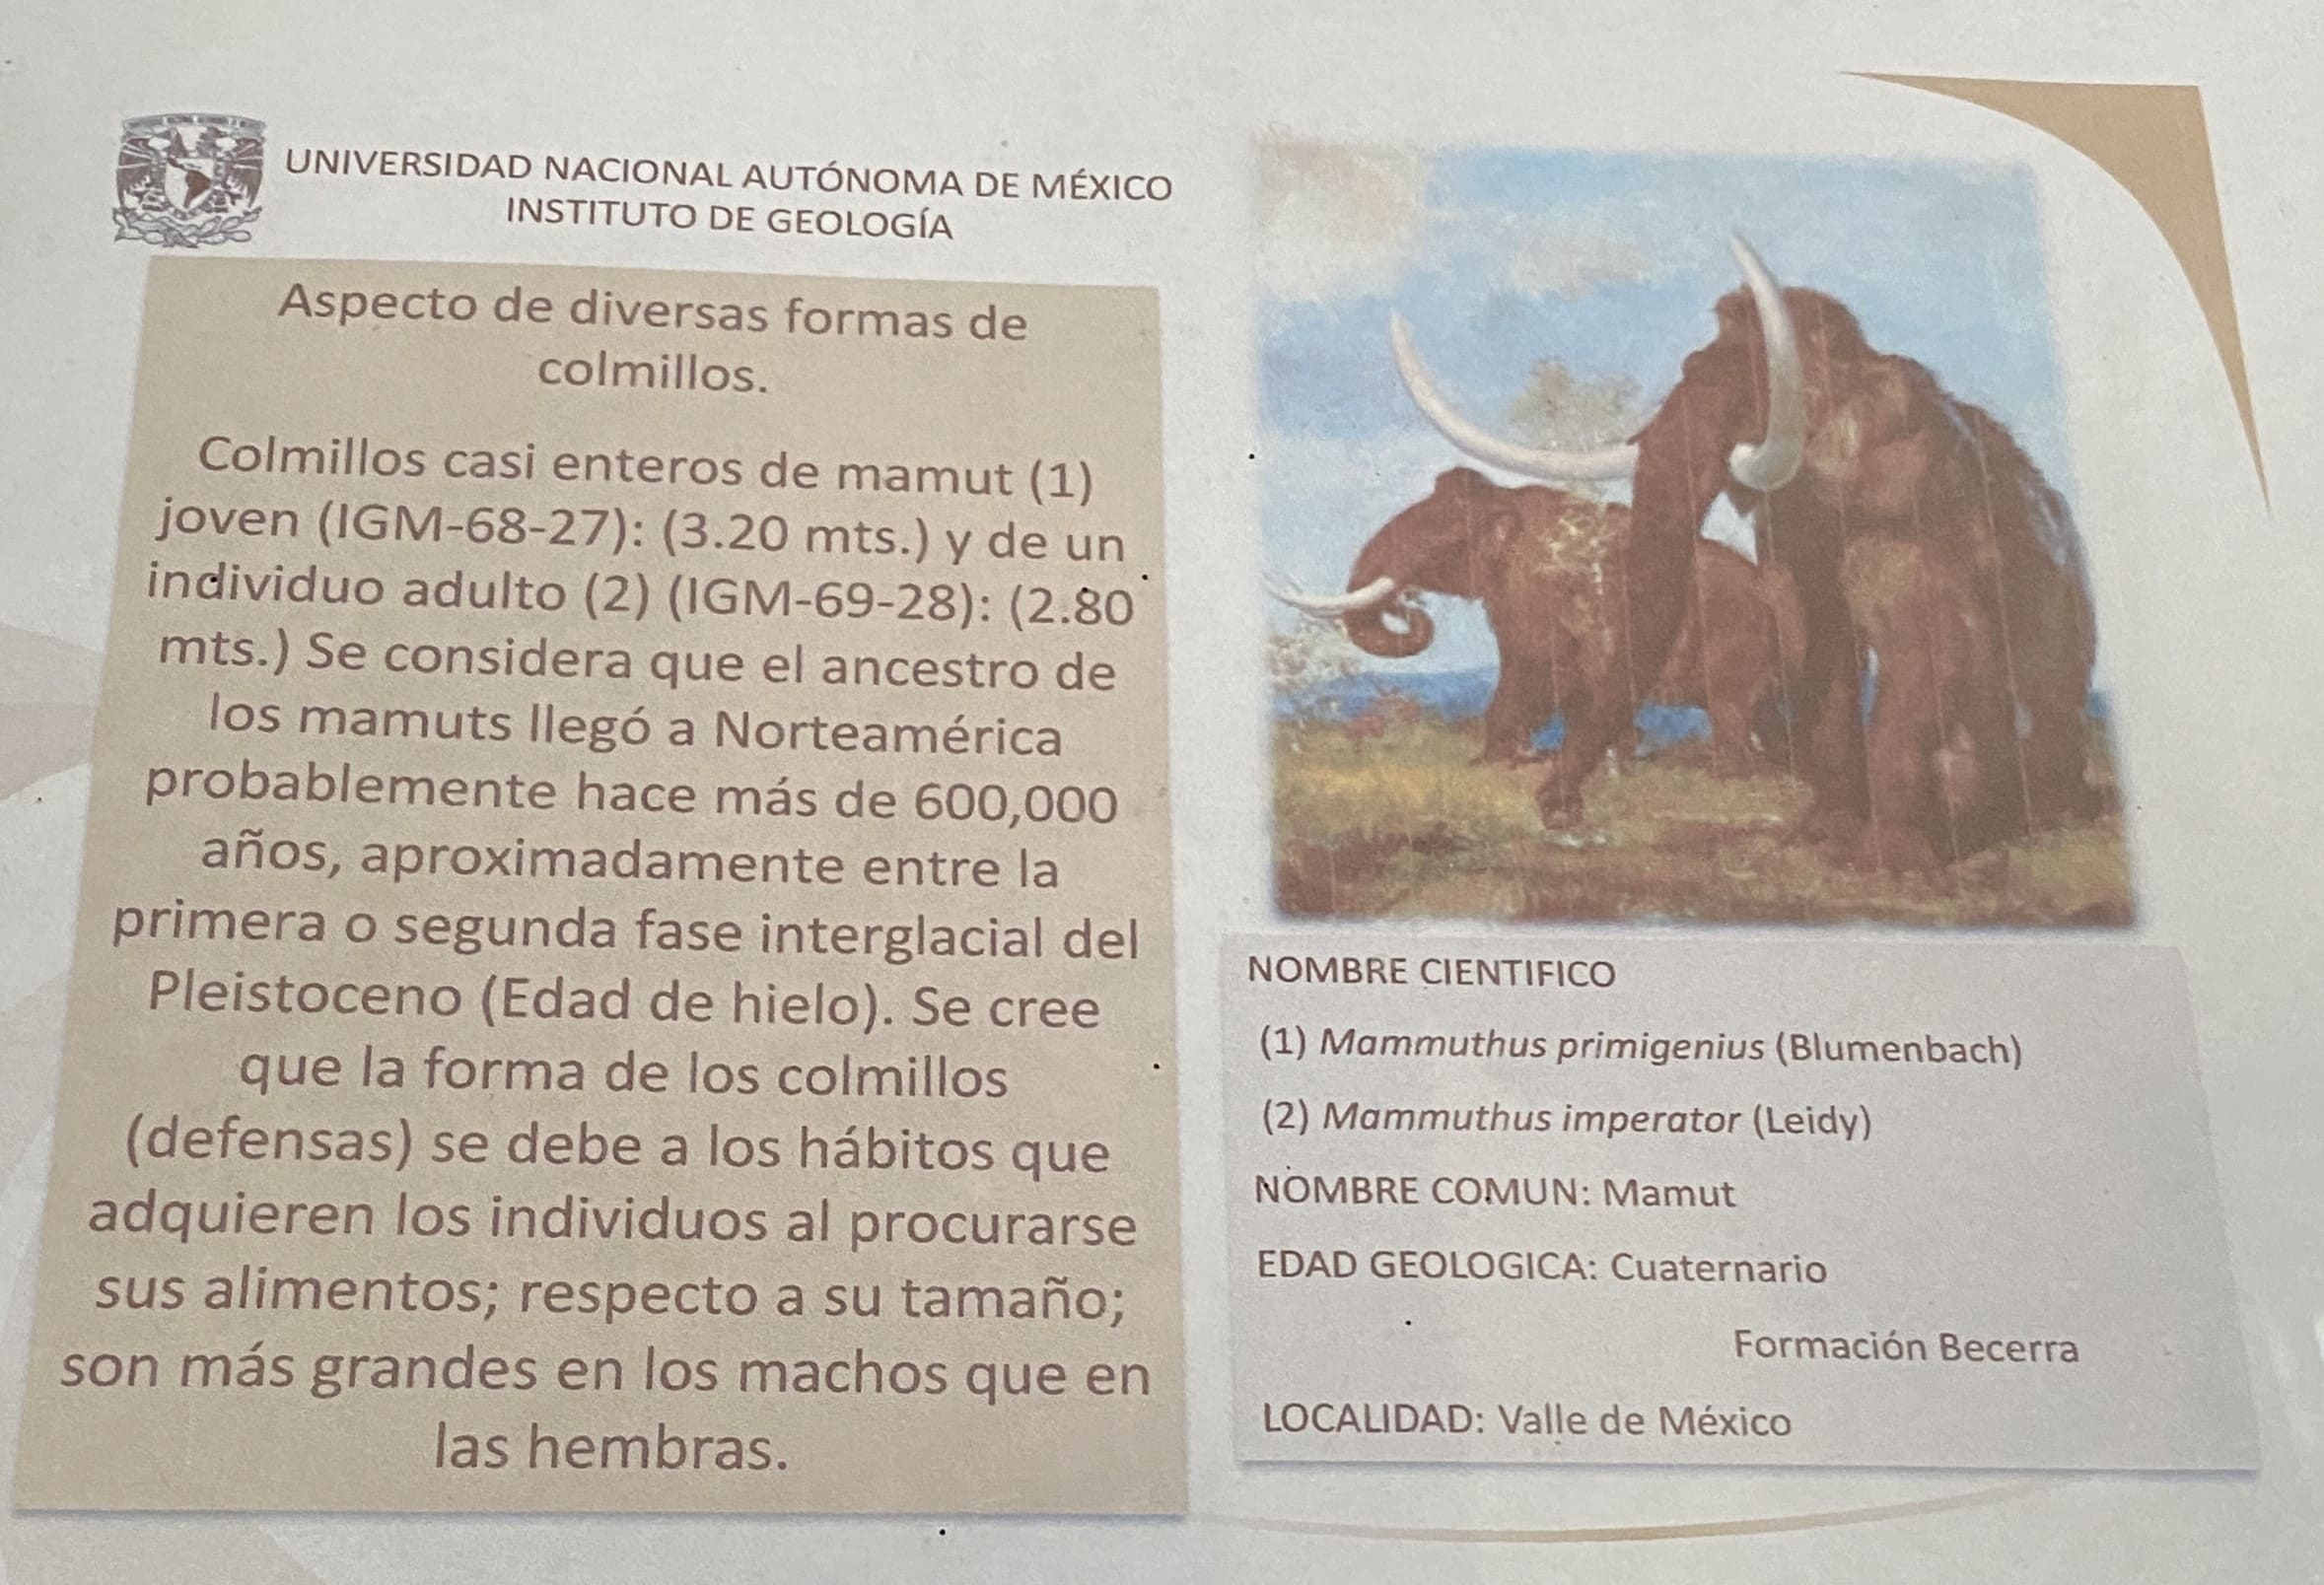 UNIVERSIDAD NACIONAL AUTÓNOMA DE MÉXICO
INSTITUTO DE GEOLOGÍA
Aspecto de diversas formas de
colmillos.
Colmillos casi enteros de mamut (1)
joven (IGM-68-27): (3.20 mts.) y de un
individuo adulto (2) (IGM-69-28): (2.80
mts.) Se considera que el ancestro de
los mamuts llegó a Norteamérica
probablemente hace más de 600,000
años, aproximadamente entre la
primera o segunda fase interglacial del
Pleistoceno (Edad de hielo). Se cree
que la forma de los colmillos
(defensas) se debe a los hábitos que
adquieren los individuos al procurarse
sus alimentos; respecto a su tamaño;
son más grandes en los machos que en
las hembras.
NOMBRE CIENTIFICO
(1) Mammuthus primigenius (Blumenbach)
(2) Mammuthus imperator (Leidy)
NOMBRE COMUN: Mamut
EDAD GEOLOGICA: Cuaternario
Formación Becerra
LOCALIDAD: Valle de México